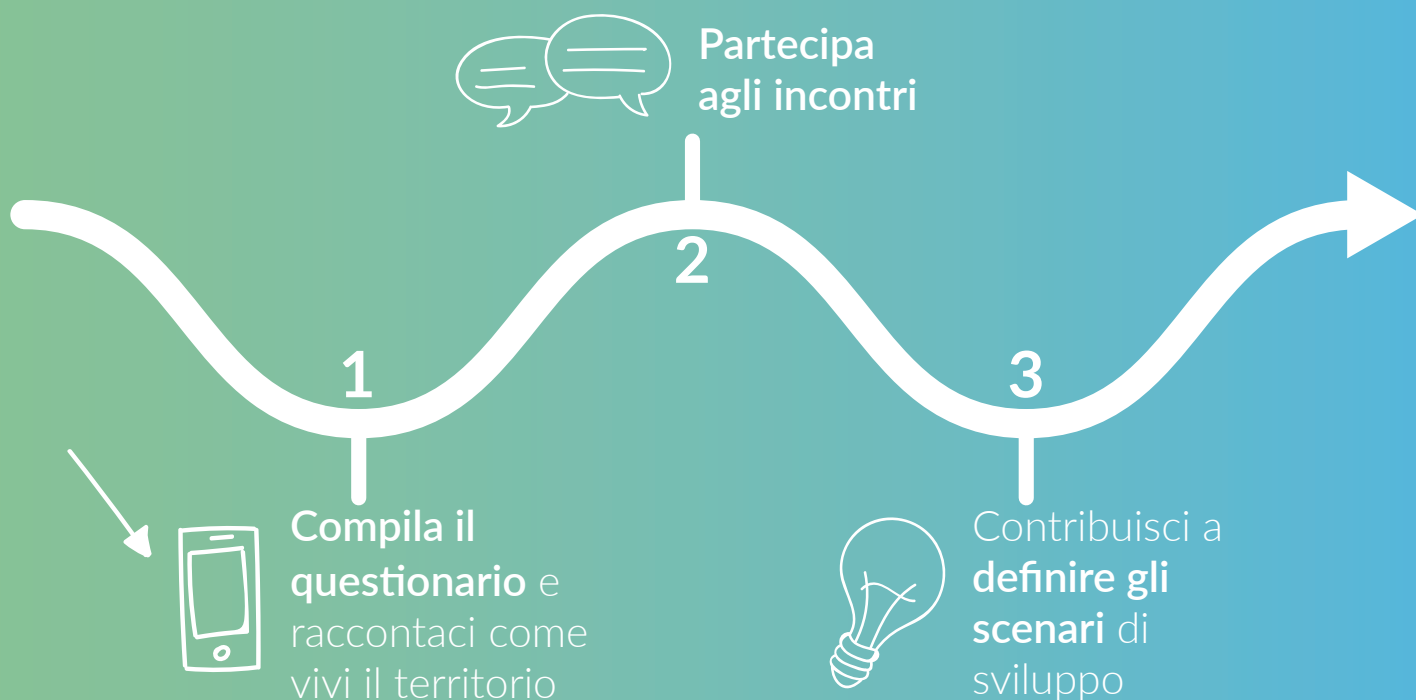 1
Compila il
questionario e
raccontaci come
vivi il territorio
2
Partecipa
agli incontri
3
Contribuisci a
definire gli
scenari di
sviluppo